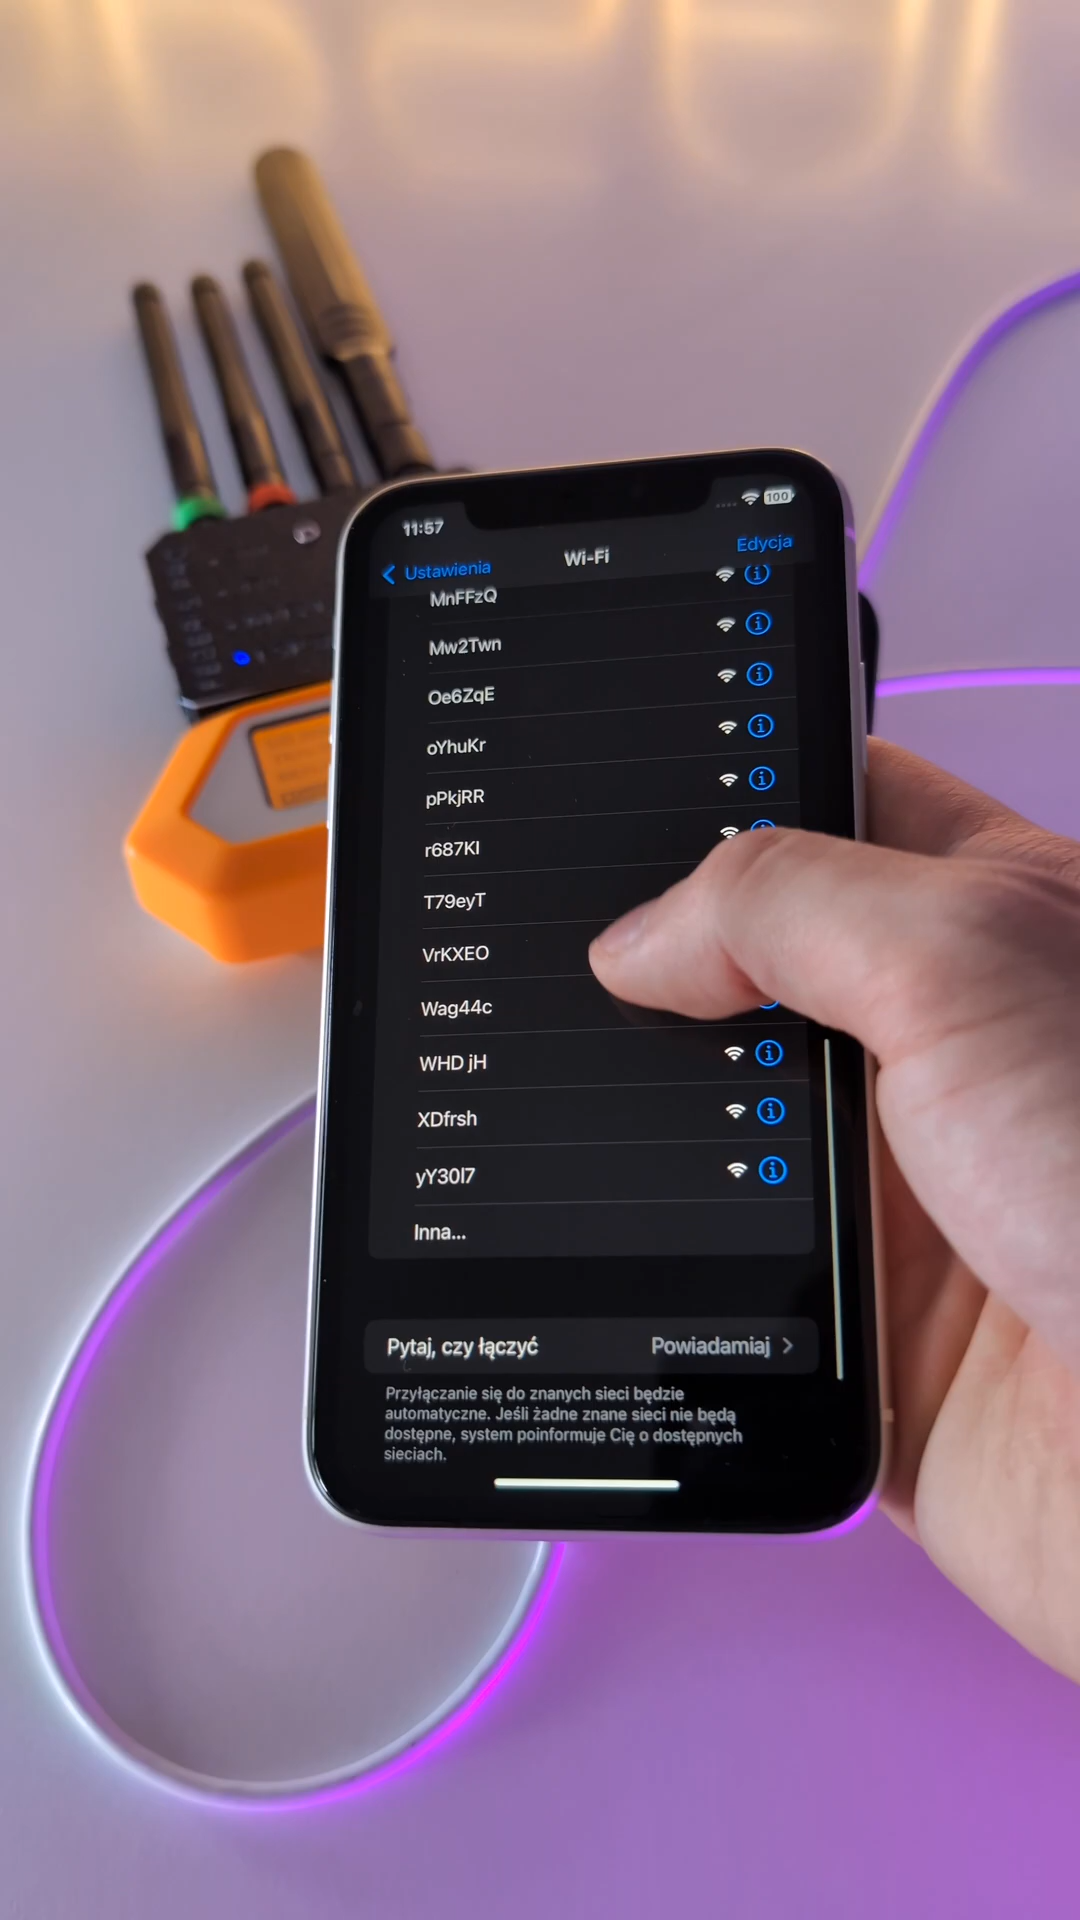 11:57
100
Ustawienia
Wi-Fi
Edycja
MnFFzQ
Mw2Twn
Oe6ZqE
oYhuKr
pPkjRR
r687KI
T79eyT
VrKXEO
Wag44c
WHD jH
XDfrsh
yY30I7
Inna...
Pytaj, czy łączyć
Powiadamiaj
Przyłączanie się do znanych sieci będzie
automatyczne. Jeśli żadne znane sieci nie będą
dostępne, system poinformuje Cię o dostępnych
sieciach.